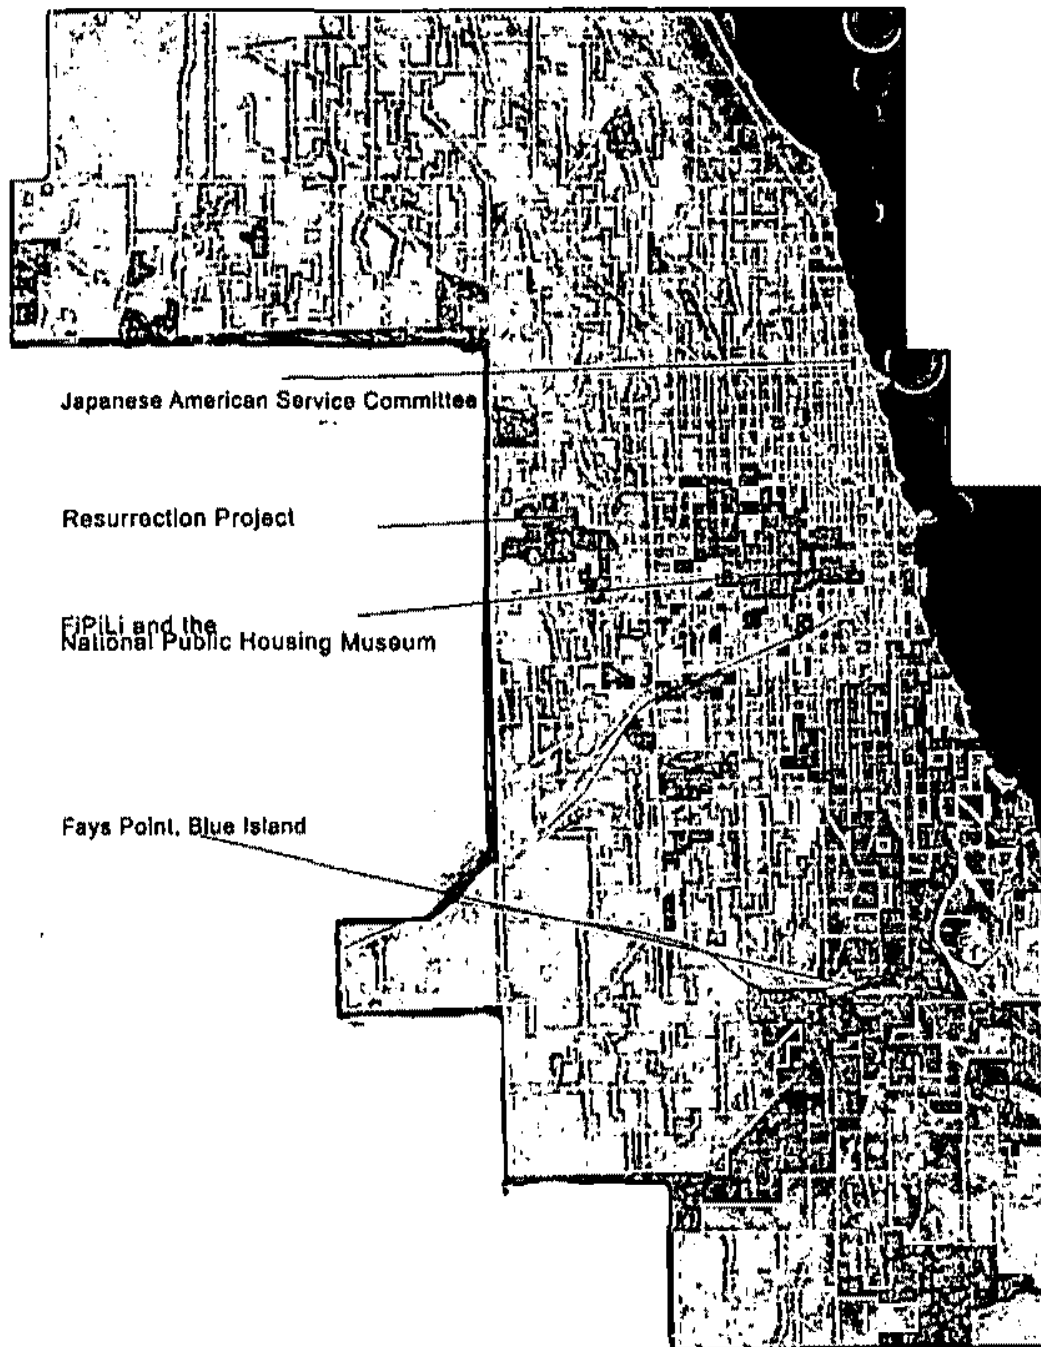 Japanese American Service Committee
Resurrection Project
FiPiLi and the
National Public Housing Museum
Fays Point, Blue Island